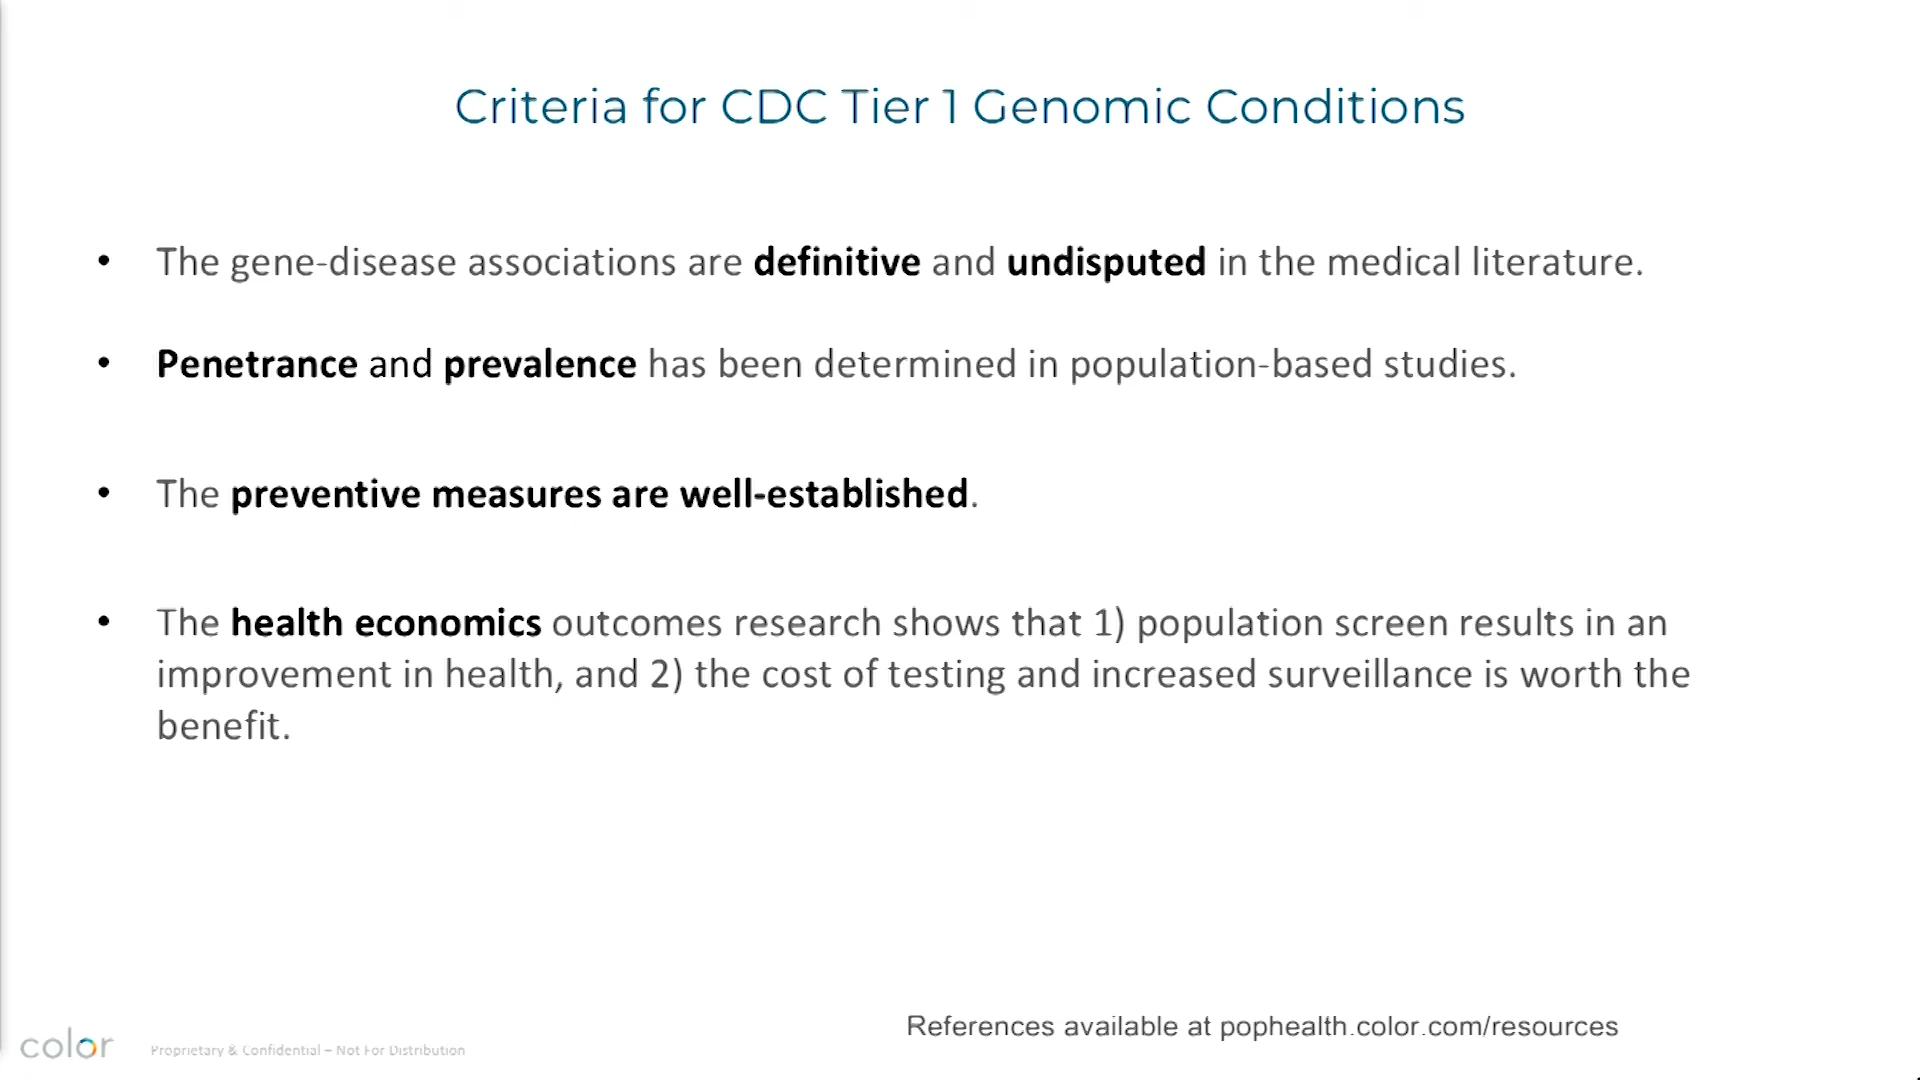 Criteria for CDC Tier 1 Genomic Conditions
• The gene-disease associations are definitive and undisputed in the medical literature.
• Penetrance and prevalence has been determined in population-based studies.
• The preventive measures are well-established.
• The health economics outcomes research shows that 1) population screen results in an
improvement in health, and 2) the cost of testing and increased surveillance is worth the
benefit.
References available at pophealth.color.com/resources
color Proprietary & Confidential – Not For Distribution